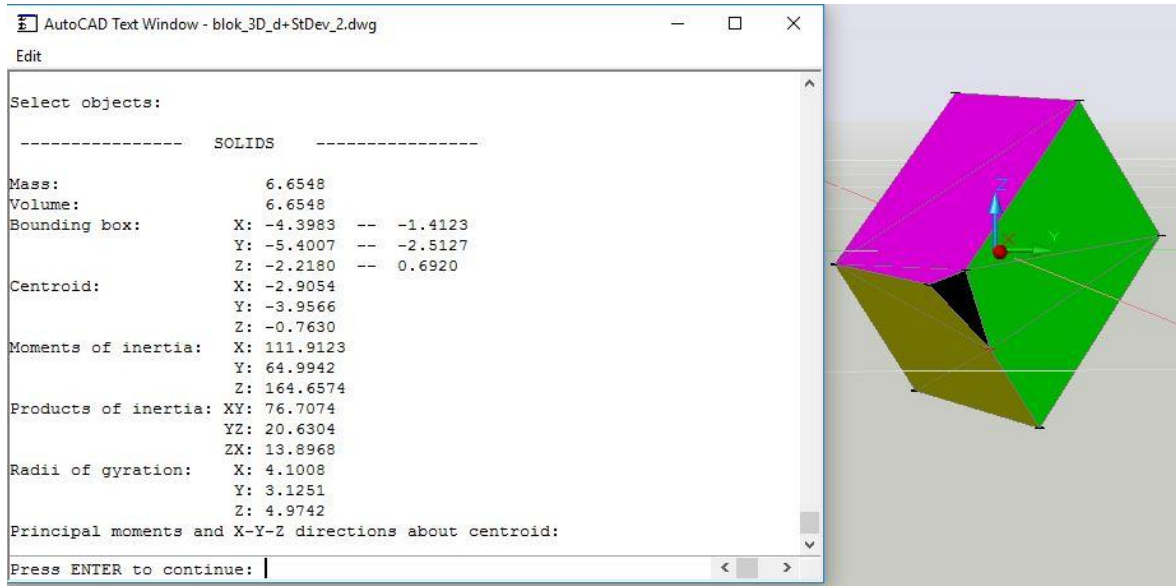 AutoCAD Text Window - blok_3D_d+StDev_2.dwg
Edit
Select objects:
---------------- SOLIDS ----------------
Mass: 6.6548
Volume: 6.6548
Bounding box: X: -4.3983 -- -1.4123
Y: -5.4007 -- -2.5127
Z: -2.2180 -- 0.6920
Centroid: X: -2.9054
Y: -3.9566
Z: -0.7630
Moments of inertia: X: 111.9123
Y: 64.9942
Z: 164.6574
Products of inertia: XY: 76.7074
YZ: 20.6304
ZX: 13.8968
Radii of gyration: X: 4.1008
Y: 3.1251
Z: 4.9742
Principal moments and X-Y-Z directions about centroid:
Press ENTER to continue:
Z
X
Y